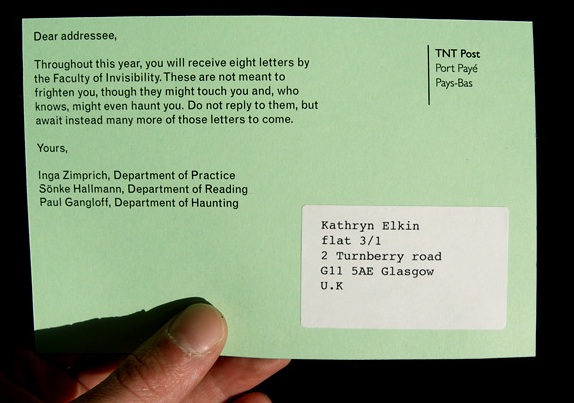 Dear addressee,
Throughout this year, you will receive eight letters by
the Faculty of Invisibility. These are not meant to
frighten you, though they might touch you and, who
knows, might even haunt you. Do not reply to them, but
await instead many more of those letters to come.
Yours,
Inga Zimprich, Department of Practice
Sönke Hallmann, Department of Reading
Paul Gangloff, Department of Haunting
TNT Post
Port Payé
Pays-Bas
Kathryn Elkin
flat 3/1
2 Turnberry road
G11 5AE Glasgow
U.K